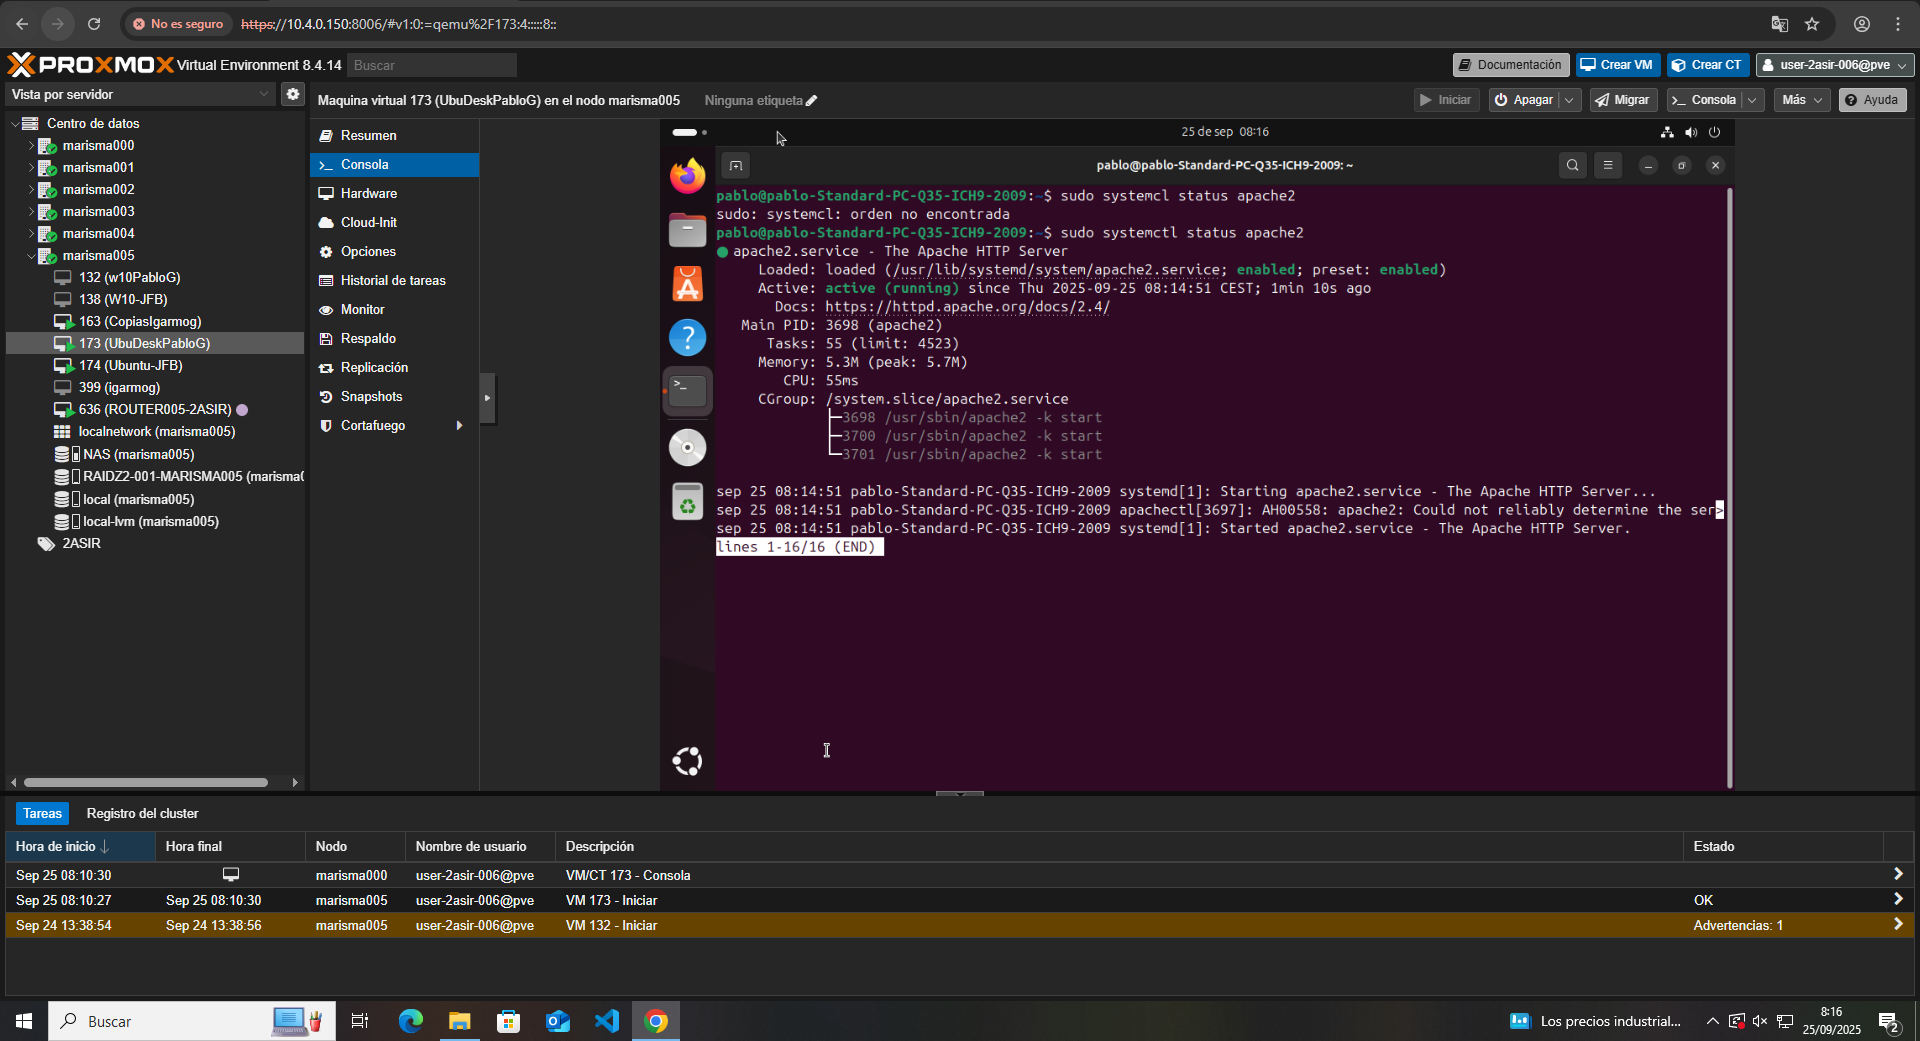 No es seguro https://10.4.0.150:8006/#v1:0:=qemu%2F173:4:::::8::
PROXMOX Virtual Environment 8.4.14 Buscar Documentación Crear VM Crear CT user-2asir-006@pve
Vista por servidor
Maquina virtual 173 (UbuDeskPabloG) en el nodo marisma005 Ninguna etiqueta Iniciar Apagar Migrar Consola Más Ayuda
Centro de datos
marisma000
marisma001
marisma002
marisma003
marisma004
marisma005
132 (w10PabloG)
138 (W10-JFB)
163 (CopiasIgarmog)
173 (UbuDeskPabloG)
174 (Ubuntu-JFB)
399 (igarmog)
636 (ROUTER005-2ASIR)
localnetwork (marisma005)
NAS (marisma005)
RAIDZ2-001-MARISMA005 (marisma0
local (marisma005)
local-lvm (marisma005)
2ASIR
Resumen
Consola
Hardware
Cloud-Init
Opciones
Historial de tareas
Monitor
Respaldo
Replicación
Snapshots
Cortafuego
25 de sep 08:16
pablo@pablo-Standard-PC-Q35-ICH9-2009: ~
pablo@pablo-Standard-PC-Q35-ICH9-2009:~$ sudo systemcl status apache2
sudo: systemcl: orden no encontrada
pablo@pablo-Standard-PC-Q35-ICH9-2009:~$ sudo systemctl status apache2
● apache2.service - The Apache HTTP Server
Loaded: loaded (/usr/lib/systemd/system/apache2.service; enabled; preset: enabled)
Active: active (running) since Thu 2025-09-25 08:14:51 CEST; 1min 10s ago
Docs: https://httpd.apache.org/docs/2.4/
Main PID: 3698 (apache2)
Tasks: 55 (limit: 4523)
Memory: 5.3M (peak: 5.7M)
CPU: 55ms
CGroup: /system.slice/apache2.service
├─3698 /usr/sbin/apache2 -k start
├─3700 /usr/sbin/apache2 -k start
└─3701 /usr/sbin/apache2 -k start
sep 25 08:14:51 pablo-Standard-PC-Q35-ICH9-2009 systemd[1]: Starting apache2.service - The Apache HTTP Server...
sep 25 08:14:51 pablo-Standard-PC-Q35-ICH9-2009 apachectl[3697]: AH00558: apache2: Could not reliably determine the ser>
sep 25 08:14:51 pablo-Standard-PC-Q35-ICH9-2009 systemd[1]: Started apache2.service - The Apache HTTP Server.
lines 1-16/16 (END)
Tareas Registro del cluster
Hora de inicio Hora final Nodo Nombre de usuario Descripción Estado
Sep 25 08:10:30 marisma000 user-2asir-006@pve VM/CT 173 - Consola
Sep 25 08:10:27 Sep 25 08:10:30 marisma005 user-2asir-006@pve VM 173 - Iniciar OK
Sep 24 13:38:54 Sep 24 13:38:56 marisma005 user-2asir-006@pve VM 132 - Iniciar Advertencias: 1
Buscar Los precios industrial... 8:16
25/09/2025 2